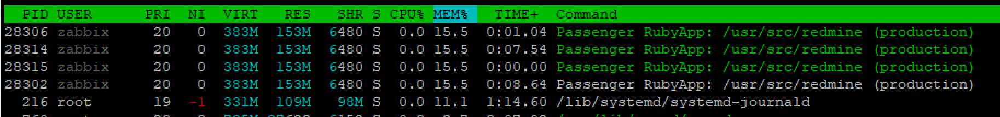 PID USER PRI NI VIRT RES SHR S CPU% MEM% TIME+ Command
28306 zabbix 20 0 383M 153M 6480 S 0.0 15.5 0:01.04 Passenger RubyApp: /usr/src/redmine (production)
28314 zabbix 20 0 383M 153M 6480 S 0.0 15.5 0:07.54 Passenger RubyApp: /usr/src/redmine (production)
28315 zabbix 20 0 383M 153M 6480 S 0.0 15.5 0:00.00 Passenger RubyApp: /usr/src/redmine (production)
28302 zabbix 20 0 383M 153M 6480 S 0.0 15.5 0:08.64 Passenger RubyApp: /usr/src/redmine (production)
216 root 19 -1 331M 109M 98M S 0.0 11.1 1:14.60 /lib/systemd/systemd-journald